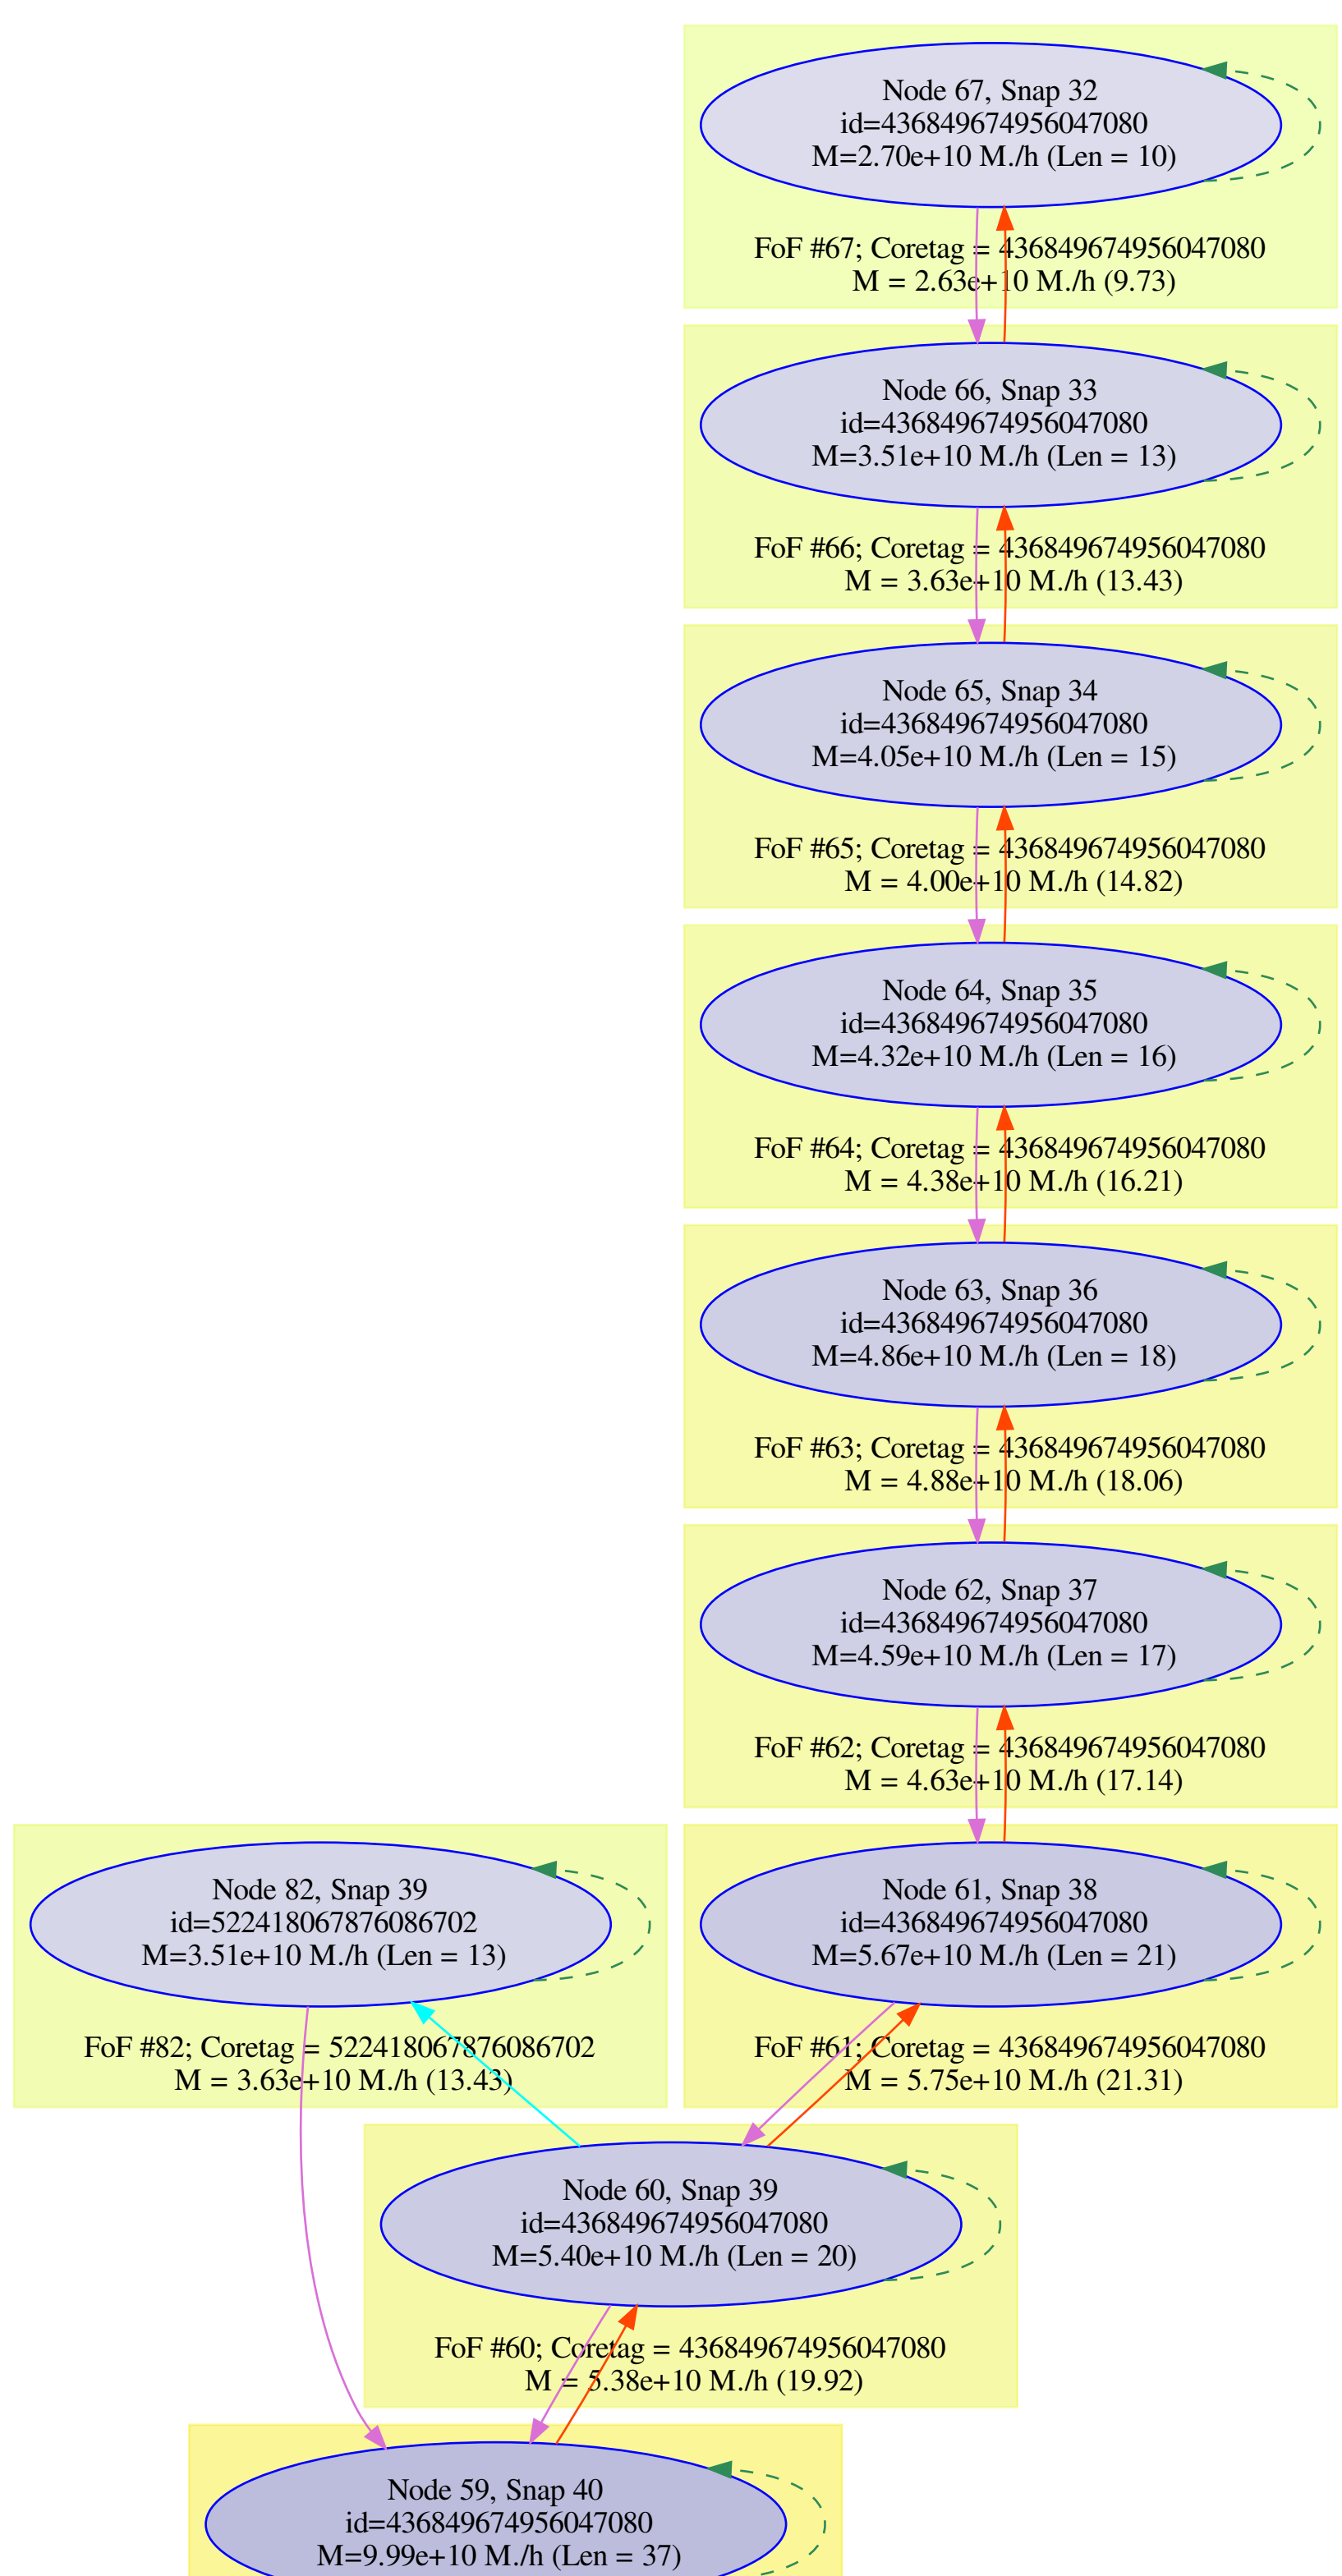 Node 67, Snap 32
id=436849674956047080
M=2.70e+10 M./h (Len = 10)
FoF #67; Coretag = 436849674956047080
M = 2.63e+10 M./h (9.73)
Node 66, Snap 33
id=436849674956047080
M=3.51e+10 M./h (Len = 13)
FoF #66; Coretag = 436849674956047080
M = 3.63e+10 M./h (13.43)
Node 65, Snap 34
id=436849674956047080
M=4.05e+10 M./h (Len = 15)
FoF #65; Coretag = 436849674956047080
M = 4.00e+10 M./h (14.82)
Node 64, Snap 35
id=436849674956047080
M=4.32e+10 M./h (Len = 16)
FoF #64; Coretag = 436849674956047080
M = 4.38e+10 M./h (16.21)
Node 63, Snap 36
id=436849674956047080
M=4.86e+10 M./h (Len = 18)
FoF #63; Coretag = 436849674956047080
M = 4.88e+10 M./h (18.06)
Node 62, Snap 37
id=436849674956047080
M=4.59e+10 M./h (Len = 17)
FoF #62; Coretag = 436849674956047080
M = 4.63e+10 M./h (17.14)
Node 82, Snap 39
id=522418067876086702
M=3.51e+10 M./h (Len = 13)
FoF #82; Coretag = 522418067876086702
M = 3.63e+10 M./h (13.43)
Node 61, Snap 38
id=436849674956047080
M=5.67e+10 M./h (Len = 21)
FoF #61; Coretag = 436849674956047080
M = 5.75e+10 M./h (21.31)
Node 60, Snap 39
id=436849674956047080
M=5.40e+10 M./h (Len = 20)
FoF #60; Coretag = 436849674956047080
M = 5.38e+10 M./h (19.92)
Node 59, Snap 40
id=436849674956047080
M=9.99e+10 M./h (Len = 37)